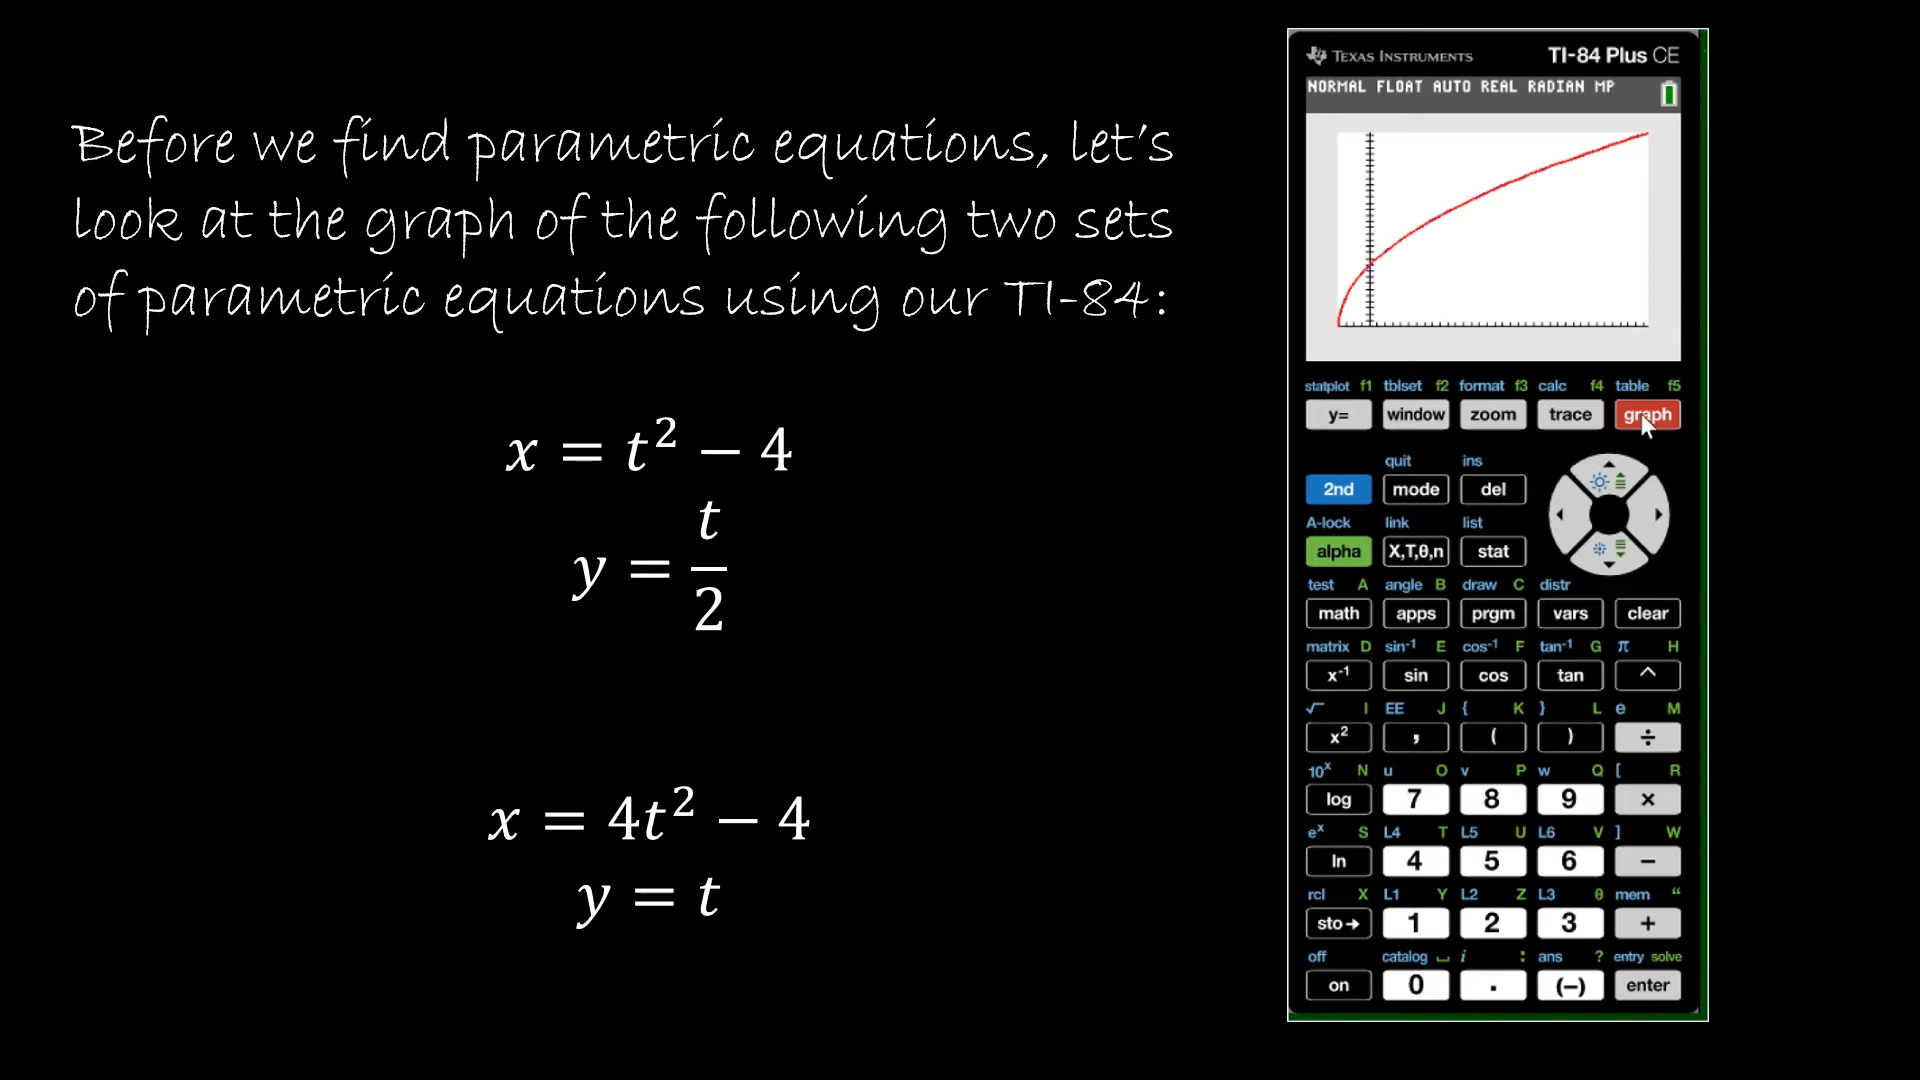 Before we find parametric equations, let's
look at the graph of the following two sets
of parametric equations using our TI-84:
x = t² − 4
y = t/2
x = 4t² − 4
y = t
TEXAS INSTRUMENTS TI-84 Plus CE
NORMAL FLOAT AUTO REAL RADIAN MP
statplot f1 tblset f2 format f3 calc f4 table f5
y= window zoom trace graph
quit ins
2nd mode del
A-lock link list
alpha X,T,θ,n stat
test A angle B draw C distr
math apps prgm vars clear
matrix D sin⁻¹ E cos⁻¹ F tan⁻¹ G π H
x⁻¹ sin cos tan ^
√ I EE J { K } L e M
x² , ( ) ÷
10ˣ N u O v P w Q [ R
log 7 8 9 ×
eˣ S L4 T L5 U L6 V ] W
ln 4 5 6 −
rcl X L1 Y L2 Z L3 θ mem “
sto→ 1 2 3 +
off catalog ⎵ i : ans ? entry solve
on 0 . (−) enter